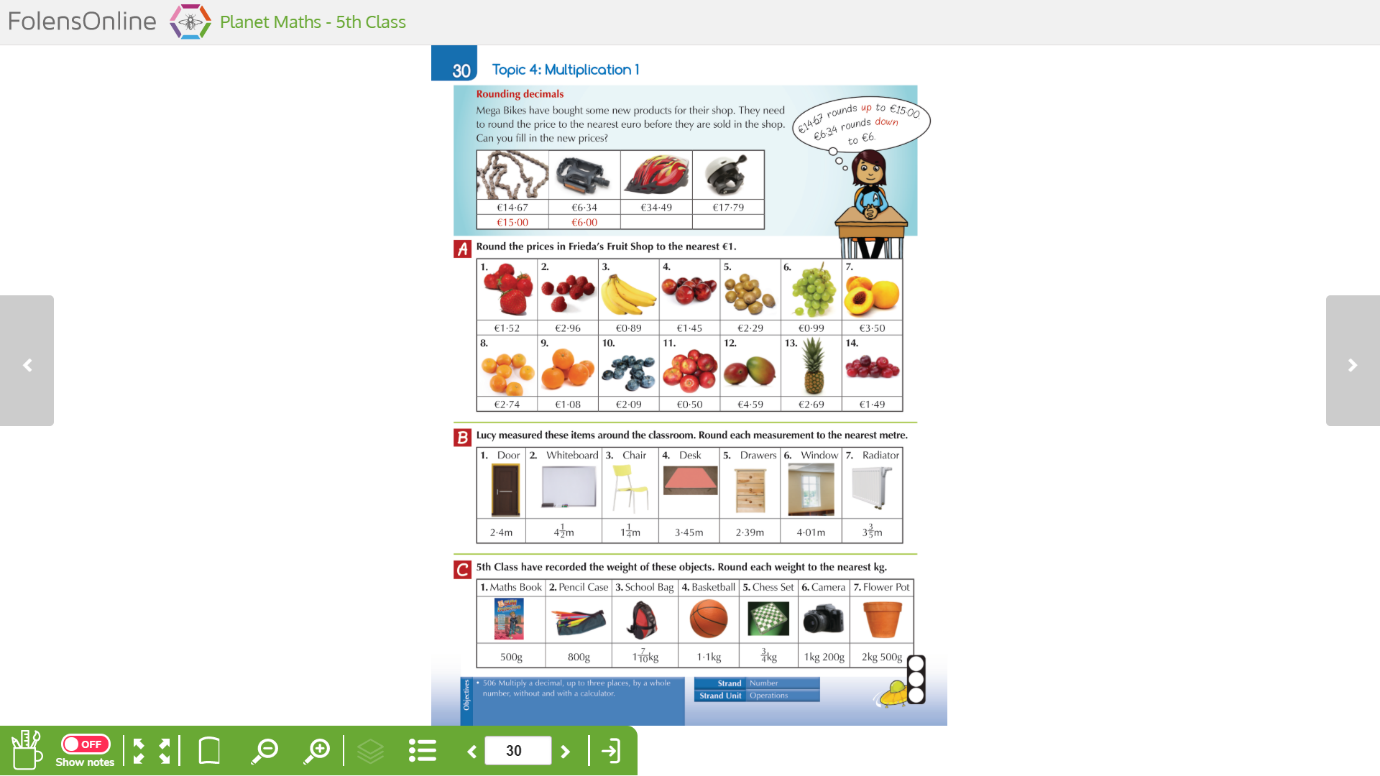 FolensOnline Planet Maths - 5th Class
30 Topic 4: Multiplication 1
Rounding decimals
Mega Bikes have bought some new products for their shop. They need
to round the price to the nearest euro before they are sold in the shop.
Can you fill in the new prices?
€14·67 rounds up to €15·00.
€6·34 rounds down
to €6.
€14·67 €6·34 €34·49 €17·79
€15·00 €6·00
A Round the prices in Frieda's Fruit Shop to the nearest €1.
1. 2. 3. 4. 5. 6. 7.
€1·52 €2·96 €0·89 €1·45 €2·29 €0·99 €3·50
8. 9. 10. 11. 12. 13. 14.
€2·74 €1·08 €2·09 €0·50 €4·59 €2·69 €1·49
B Lucy measured these items around the classroom. Round each measurement to the nearest metre.
1. Door 2. Whiteboard 3. Chair 4. Desk 5. Drawers 6. Window 7. Radiator
2·4m 4 1/2m 1 1/4m 3·45m 2·39m 4·01m 3 3/5m
C 5th Class have recorded the weight of these objects. Round each weight to the nearest kg.
1. Maths Book 2. Pencil Case 3. School Bag 4. Basketball 5. Chess Set 6. Camera 7. Flower Pot
500g 800g 1 7/10kg 1·1kg 3/4kg 1kg 200g 2kg 500g
Objectives
• 506 Multiply a decimal, up to three places, by a whole
number, without and with a calculator.
Strand Number
Strand Unit Operations
OFF
Show notes
30